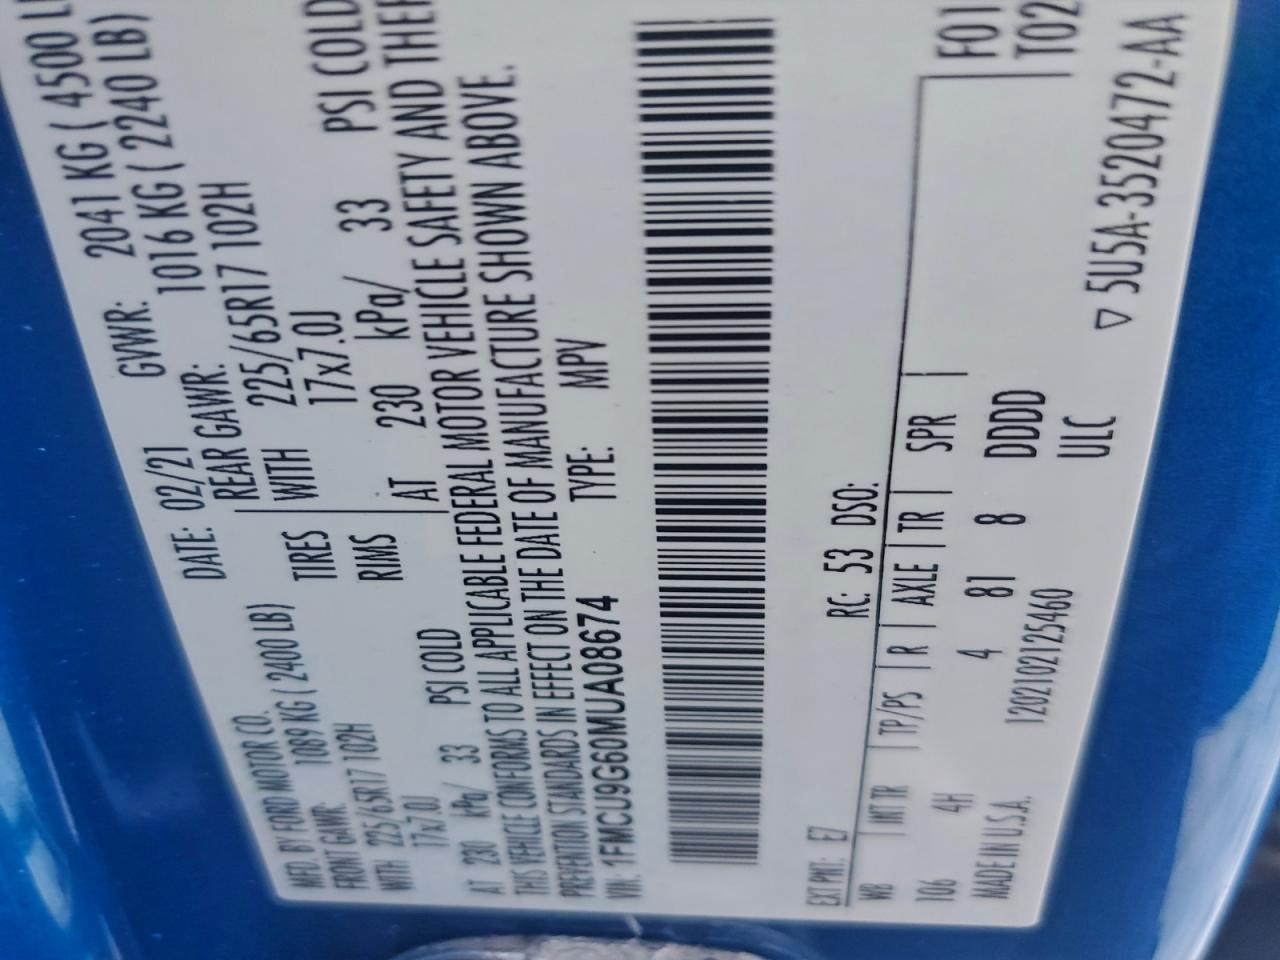 MFD. BY FORD MOTOR CO.
DATE: 02/21 GVWR: 2041 KG ( 4500 L
FRONT GAWR: 1089 KG ( 2400 LB)
REAR GAWR: 1016 KG ( 2240 LB)
WITH 225/65R17 102H TIRES WITH 225/65R17 102H
17x7.0J RIMS 17x7.0J
AT 230 kPa/ 33 PSI COLD AT 230 kPa/ 33 PSI COLD
THIS VEHICLE CONFORMS TO ALL APPLICABLE FEDERAL MOTOR VEHICLE SAFETY AND THEF
PREVENTION STANDARDS IN EFFECT ON THE DATE OF MANUFACTURE SHOWN ABOVE.
VIN: 1FMCU9G60MUA08674 TYPE: MPV
EXT PNT: E7 RC: 53 DSO:
WB | INT TR | TP/PS | R | AXLE | TR | SPR | F01
106 4H 4 81 8 DDDD T02
MADE IN U.S.A. 120210212546​0 ULC ▽ 5U5A-3520472-AA